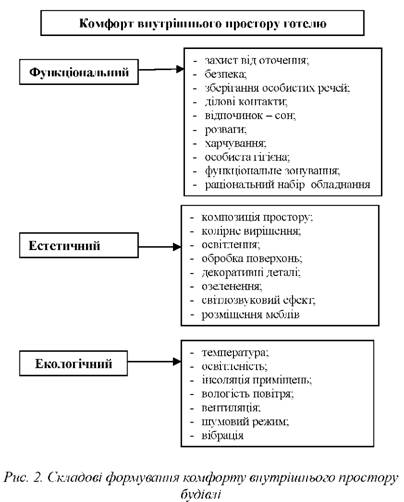 Комфорт внутрішнього простору готелю
Функціональний
- захист від оточення;
- безпека;
- зберігання особистих речей;
- ділові контакти;
- відпочинок – сон;
- розваги;
- харчування;
- особиста гігієна;
- функціональне зонування;
- раціональний набір обладнання
Естетичний
- композиція простору;
- колірне вирішення;
- освітлення;
- обробка поверхонь;
- декоративні деталі;
- озеленення;
- світлозвуковий ефект;
- розміщення меблів
Екологічний
- температура;
- освітленість;
- інсоляція приміщень;
- вологість повітря;
- вентиляція;
- шумовий режим;
- вібрація
Рис. 2. Складові формування комфорту внутрішнього простору
будівлі